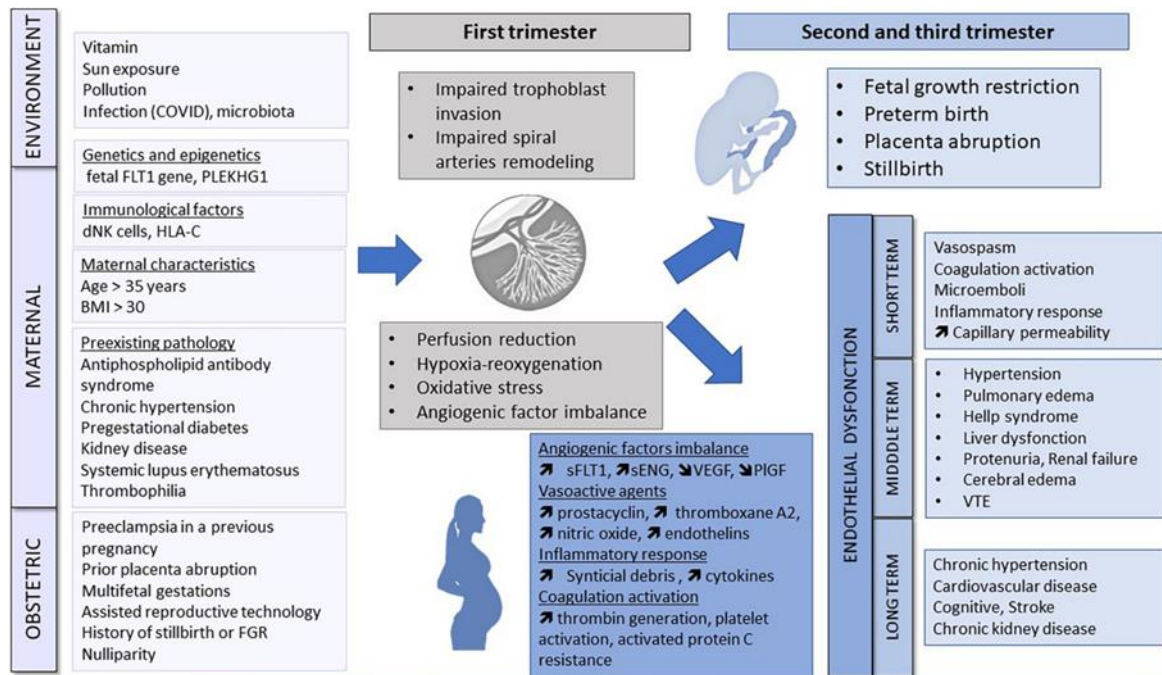 ENVIRONMENT
Vitamin
Sun exposure
Pollution
Infection (COVID), microbiota
MATERNAL
Genetics and epigenetics
fetal FLT1 gene, PLEKHG1
Immunological factors
dNK cells, HLA-C
Maternal characteristics
Age > 35 years
BMI > 30
Preexisting pathology
Antiphospholipid antibody
syndrome
Chronic hypertension
Pregestational diabetes
Kidney disease
Systemic lupus erythematosus
Thrombophilia
OBSTETRIC
Preeclampsia in a previous
pregnancy
Prior placenta abruption
Multifetal gestations
Assisted reproductive technology
History of stillbirth or FGR
Nulliparity
First trimester
• Impaired trophoblast
invasion
• Impaired spiral
arteries remodeling
• Perfusion reduction
• Hypoxia-reoxygenation
• Oxidative stress
• Angiogenic factor imbalance
Second and third trimester
• Fetal growth restriction
• Preterm birth
• Placenta abruption
• Stillbirth
Angiogenic factors imbalance
↗ sFLT1, ↗sENG, ↘VEGF, ↘PlGF
Vasoactive agents
↗ prostacyclin, ↗ thromboxane A2,
↗ nitric oxide, ↗ endothelins
Inflammatory response
↗ Synticial debris , ↗ cytokines
Coagulation activation
↗ thrombin generation, platelet
activation, activated protein C
resistance
ENDOTHELIAL DYSFONCTION
SHORT TERM
Vasospasm
Coagulation activation
Microemboli
Inflammatory response
↗ Capillary permeability
MIDDDLE TERM
• Hypertension
• Pulmonary edema
• Hellp syndrome
• Liver dysfonction
• Protenuria, Renal failure
• Cerebral edema
• VTE
LONG TERM
Chronic hypertension
Cardiovascular disease
Cognitive, Stroke
Chronic kidney disease